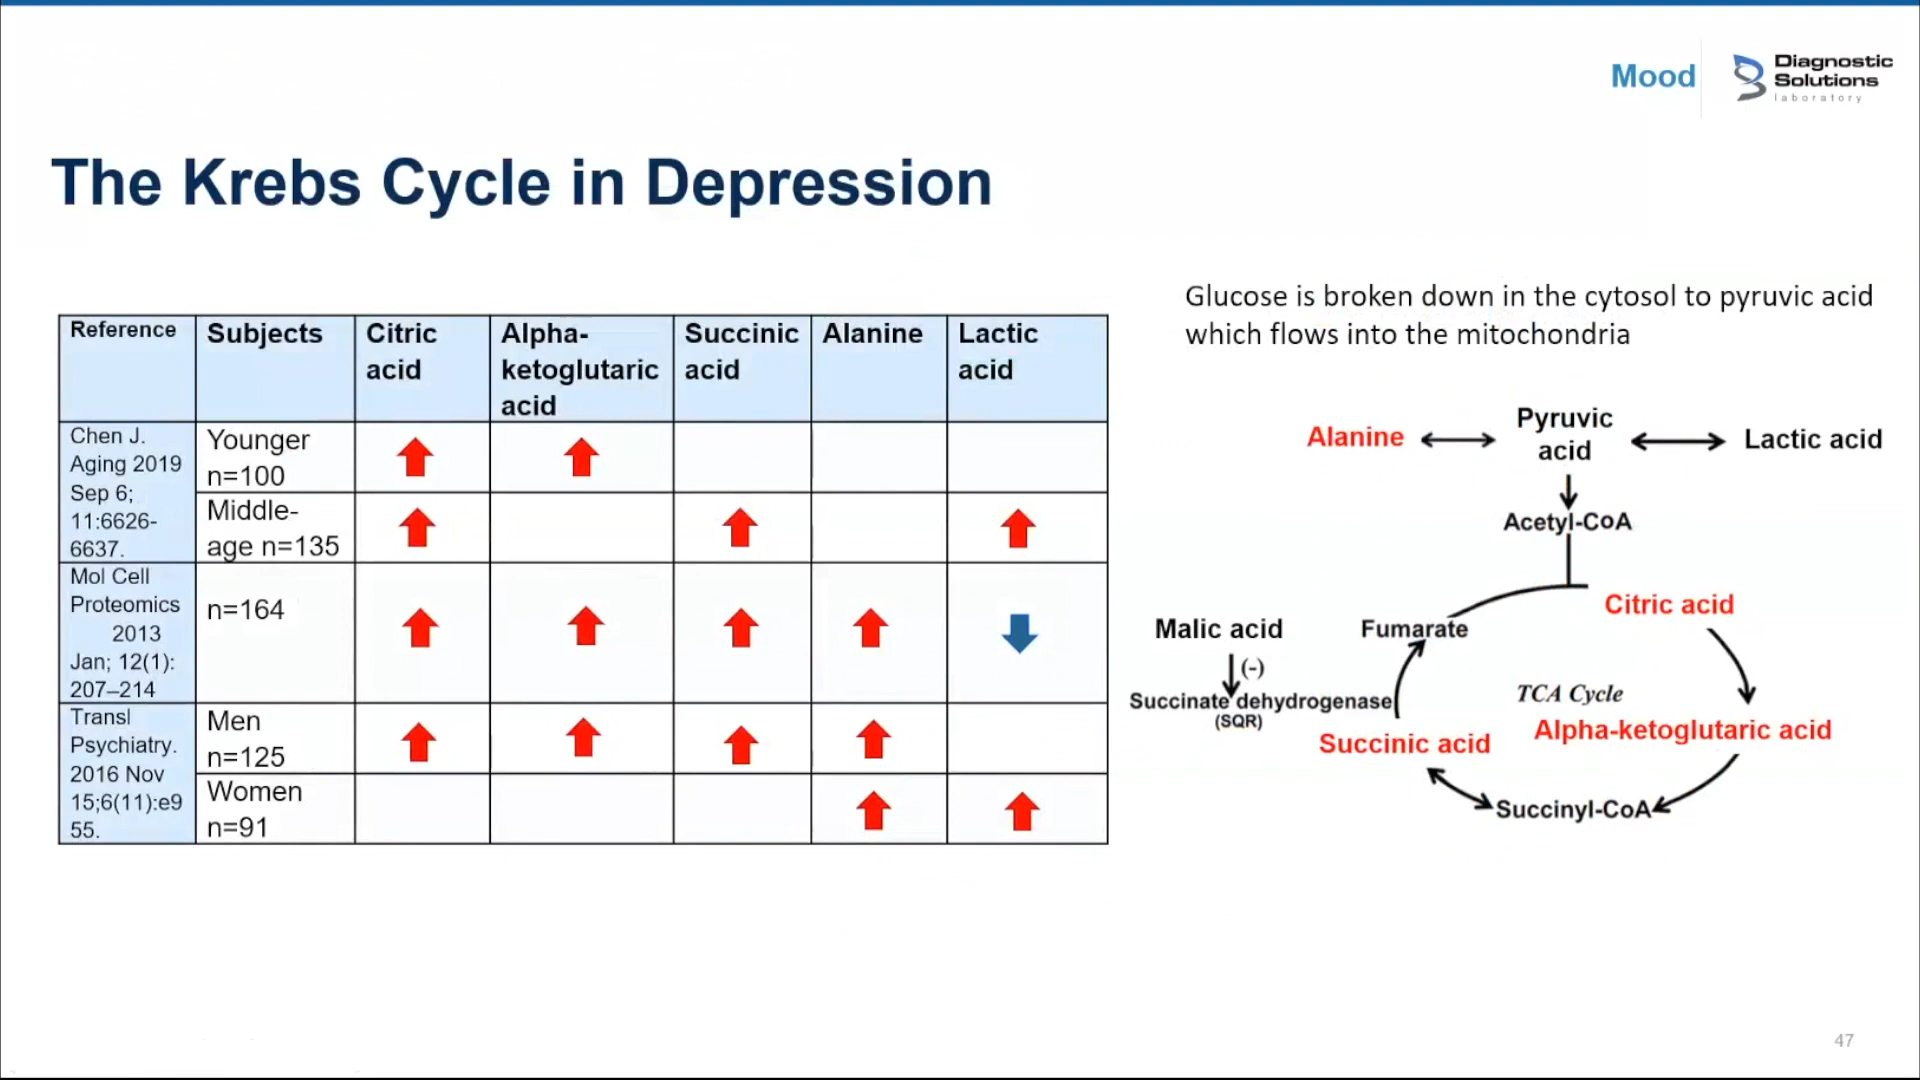 Mood
Diagnostic
Solutions
laboratory
The Krebs Cycle in Depression
Reference
Subjects
Citric
acid
Alpha-
ketoglutaric
acid
Succinic
acid
Alanine
Lactic
acid
Chen J.
Aging 2019
Sep 6;
11:6626-
6637.
Younger
n=100
Middle-
age n=135
Mol Cell
Proteomics
2013
Jan; 12(1):
207–214
n=164
Transl
Psychiatry.
2016 Nov
15;6(11):e9
55.
Men
n=125
Women
n=91
Glucose is broken down in the cytosol to pyruvic acid
which flows into the mitochondria
Alanine
Pyruvic
acid
Lactic acid
Acetyl-CoA
Citric acid
Malic acid
Fumarate
(-)
Succinate dehydrogenase
(SQR)
TCA Cycle
Alpha-ketoglutaric acid
Succinic acid
Succinyl-CoA
47